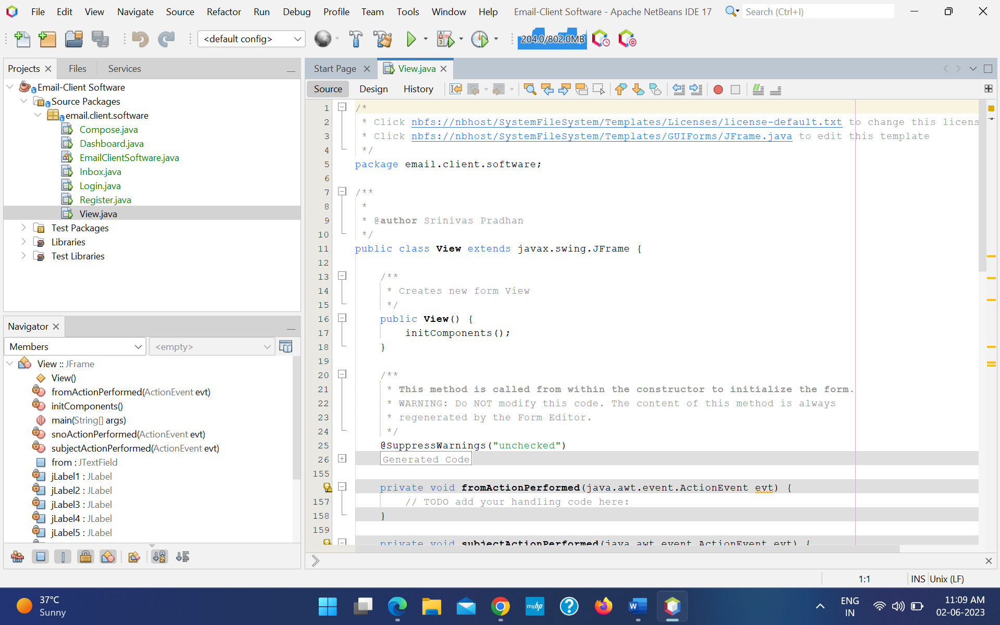 File Edit View Navigate Source Refactor Run Debug Profile Team Tools Window Help Email-Client Software - Apache NetBeans IDE 17 Search (Ctrl+I)
<default config> 204.0/802.0MB
Projects Files Services
Email-Client Software
Source Packages
email.client.software
Compose.java
Dashboard.java
EmailClientSoftware.java
Inbox.java
Login.java
Register.java
View.java
Test Packages
Libraries
Test Libraries
Navigator
Members <empty>
View :: JFrame
View()
fromActionPerformed(ActionEvent evt)
initComponents()
main(String[] args)
snoActionPerformed(ActionEvent evt)
subjectActionPerformed(ActionEvent evt)
from : JTextField
jLabel1 : JLabel
jLabel2 : JLabel
jLabel3 : JLabel
jLabel4 : JLabel
jLabel5 : JLabel
Start Page View.java
Source Design History
1 /*
2 * Click nbfs://nbhost/SystemFileSystem/Templates/Licenses/license-default.txt to change this licens
3 * Click nbfs://nbhost/SystemFileSystem/Templates/GUIForms/JFrame.java to edit this template
4 */
5 package email.client.software;
6
7 /**
8 *
9 * @author Srinivas Pradhan
10 */
11 public class View extends javax.swing.JFrame {
12
13 /**
14 * Creates new form View
15 */
16 public View() {
17 initComponents();
18 }
19
20 /**
21 * This method is called from within the constructor to initialize the form.
22 * WARNING: Do NOT modify this code. The content of this method is always
23 * regenerated by the Form Editor.
24 */
25 @SuppressWarnings("unchecked")
26 Generated Code
155
private void fromActionPerformed(java.awt.event.ActionEvent evt) {
157 // TODO add your handling code here:
158 }
159
private void subjectActionPerformed(java.awt.event.ActionEvent evt) {
1:1 INS Unix (LF)
37°C
Sunny
myhp
ENG
IN
11:09 AM
02-06-2023